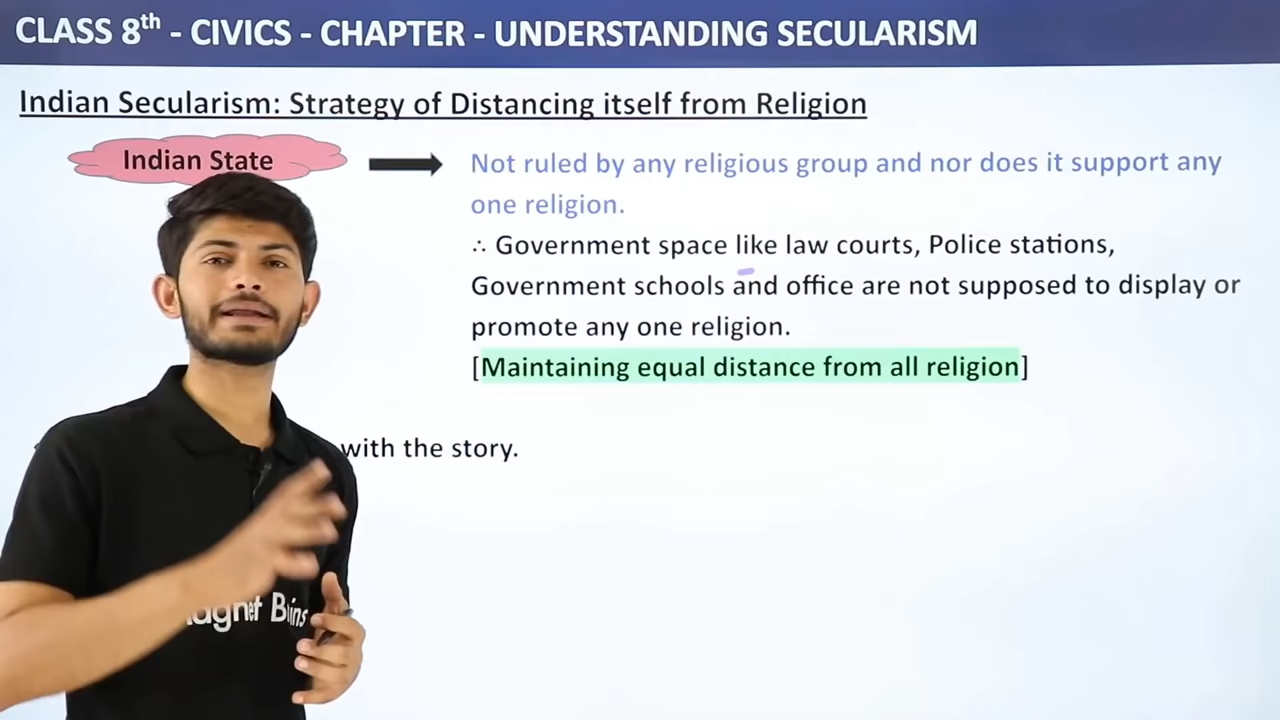 CLASS 8th - CIVICS - CHAPTER - UNDERSTANDING SECULARISM
Indian Secularism: Strategy of Distancing itself from Religion
Indian State
Not ruled by any religious group and nor does it support any
one religion.
∴ Government space like law courts, Police stations,
Government schools and office are not supposed to display or
promote any one religion.
[Maintaining equal distance from all religion]
with the story.